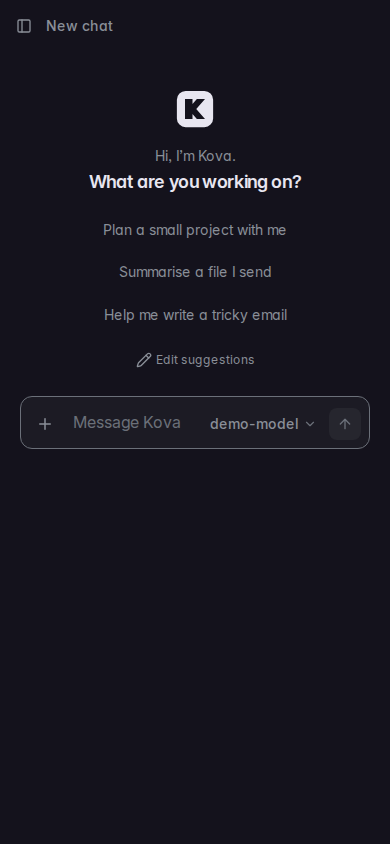 New chat
K
Hi, I'm Kova.
What are you working on?
Plan a small project with me
Summarise a file I send
Help me write a tricky email
Edit suggestions
Message Kova demo-model